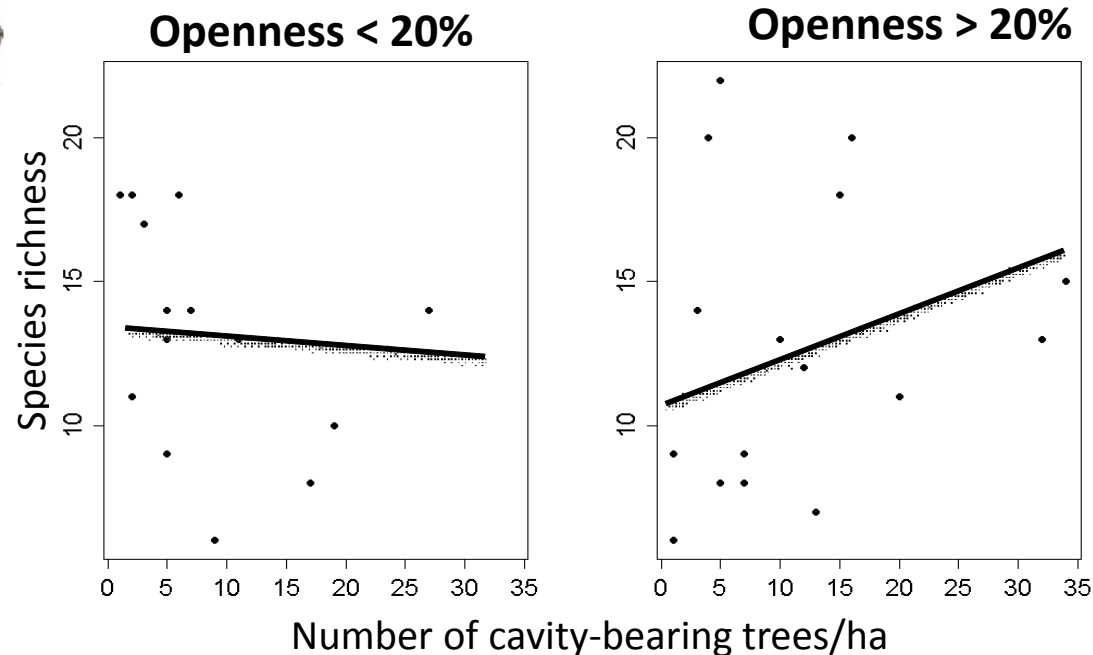 Openness < 20%
Openness > 20%
Species richness
20
15
10
0 5 10 15 20 25 30 35
20
15
10
0 5 10 15 20 25 30 35
Number of cavity-bearing trees/ha